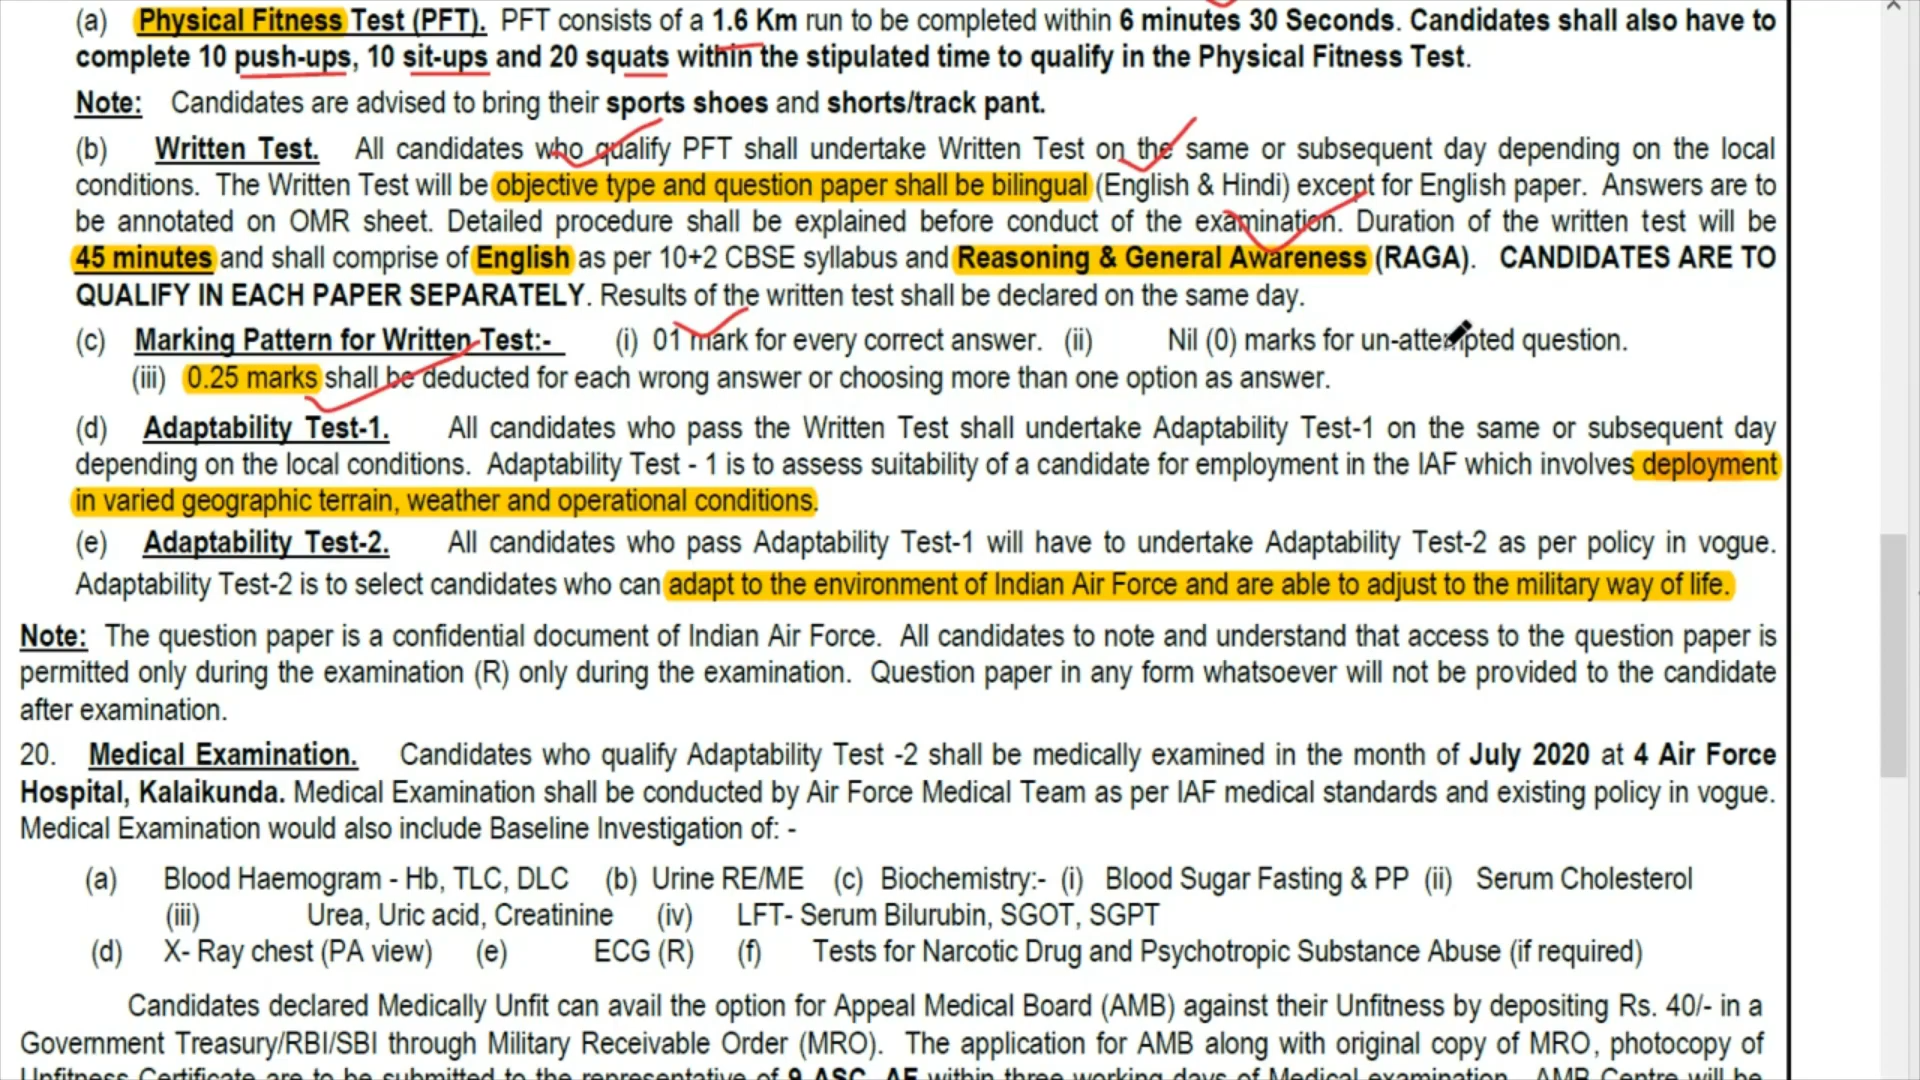 (a) Physical Fitness Test (PFT). PFT consists of a 1.6 Km run to be completed within 6 minutes 30 Seconds. Candidates shall also have to
complete 10 push-ups, 10 sit-ups and 20 squats within the stipulated time to qualify in the Physical Fitness Test.
Note: Candidates are advised to bring their sports shoes and shorts/track pant.
(b) Written Test. All candidates who qualify PFT shall undertake Written Test on the same or subsequent day depending on the local
conditions. The Written Test will be objective type and question paper shall be bilingual (English & Hindi) except for English paper. Answers are to
be annotated on OMR sheet. Detailed procedure shall be explained before conduct of the examination. Duration of the written test will be
45 minutes and shall comprise of English as per 10+2 CBSE syllabus and Reasoning & General Awareness (RAGA). CANDIDATES ARE TO
QUALIFY IN EACH PAPER SEPARATELY. Results of the written test shall be declared on the same day.
(c) Marking Pattern for Written Test:- (i) 01 mark for every correct answer. (ii) Nil (0) marks for un-attempted question.
(iii) 0.25 marks shall be deducted for each wrong answer or choosing more than one option as answer.
(d) Adaptability Test-1. All candidates who pass the Written Test shall undertake Adaptability Test-1 on the same or subsequent day
depending on the local conditions. Adaptability Test - 1 is to assess suitability of a candidate for employment in the IAF which involves deployment
in varied geographic terrain, weather and operational conditions.
(e) Adaptability Test-2. All candidates who pass Adaptability Test-1 will have to undertake Adaptability Test-2 as per policy in vogue.
Adaptability Test-2 is to select candidates who can adapt to the environment of Indian Air Force and are able to adjust to the military way of life.
Note: The question paper is a confidential document of Indian Air Force. All candidates to note and understand that access to the question paper is
permitted only during the examination (R) only during the examination. Question paper in any form whatsoever will not be provided to the candidate
after examination.
20. Medical Examination. Candidates who qualify Adaptability Test -2 shall be medically examined in the month of July 2020 at 4 Air Force
Hospital, Kalaikunda. Medical Examination shall be conducted by Air Force Medical Team as per IAF medical standards and existing policy in vogue.
Medical Examination would also include Baseline Investigation of: -
(a) Blood Haemogram - Hb, TLC, DLC (b) Urine RE/ME (c) Biochemistry:- (i) Blood Sugar Fasting & PP (ii) Serum Cholesterol
(iii) Urea, Uric acid, Creatinine (iv) LFT- Serum Bilurubin, SGOT, SGPT
(d) X- Ray chest (PA view) (e) ECG (R) (f) Tests for Narcotic Drug and Psychotropic Substance Abuse (if required)
Candidates declared Medically Unfit can avail the option for Appeal Medical Board (AMB) against their Unfitness by depositing Rs. 40/- in a
Government Treasury/RBI/SBI through Military Receivable Order (MRO). The application for AMB along with original copy of MRO, photocopy of
Unfitness Certificate are to be submitted to the representative of 9 ASC, AF within three working days of Medical examination. AMB Centre will be